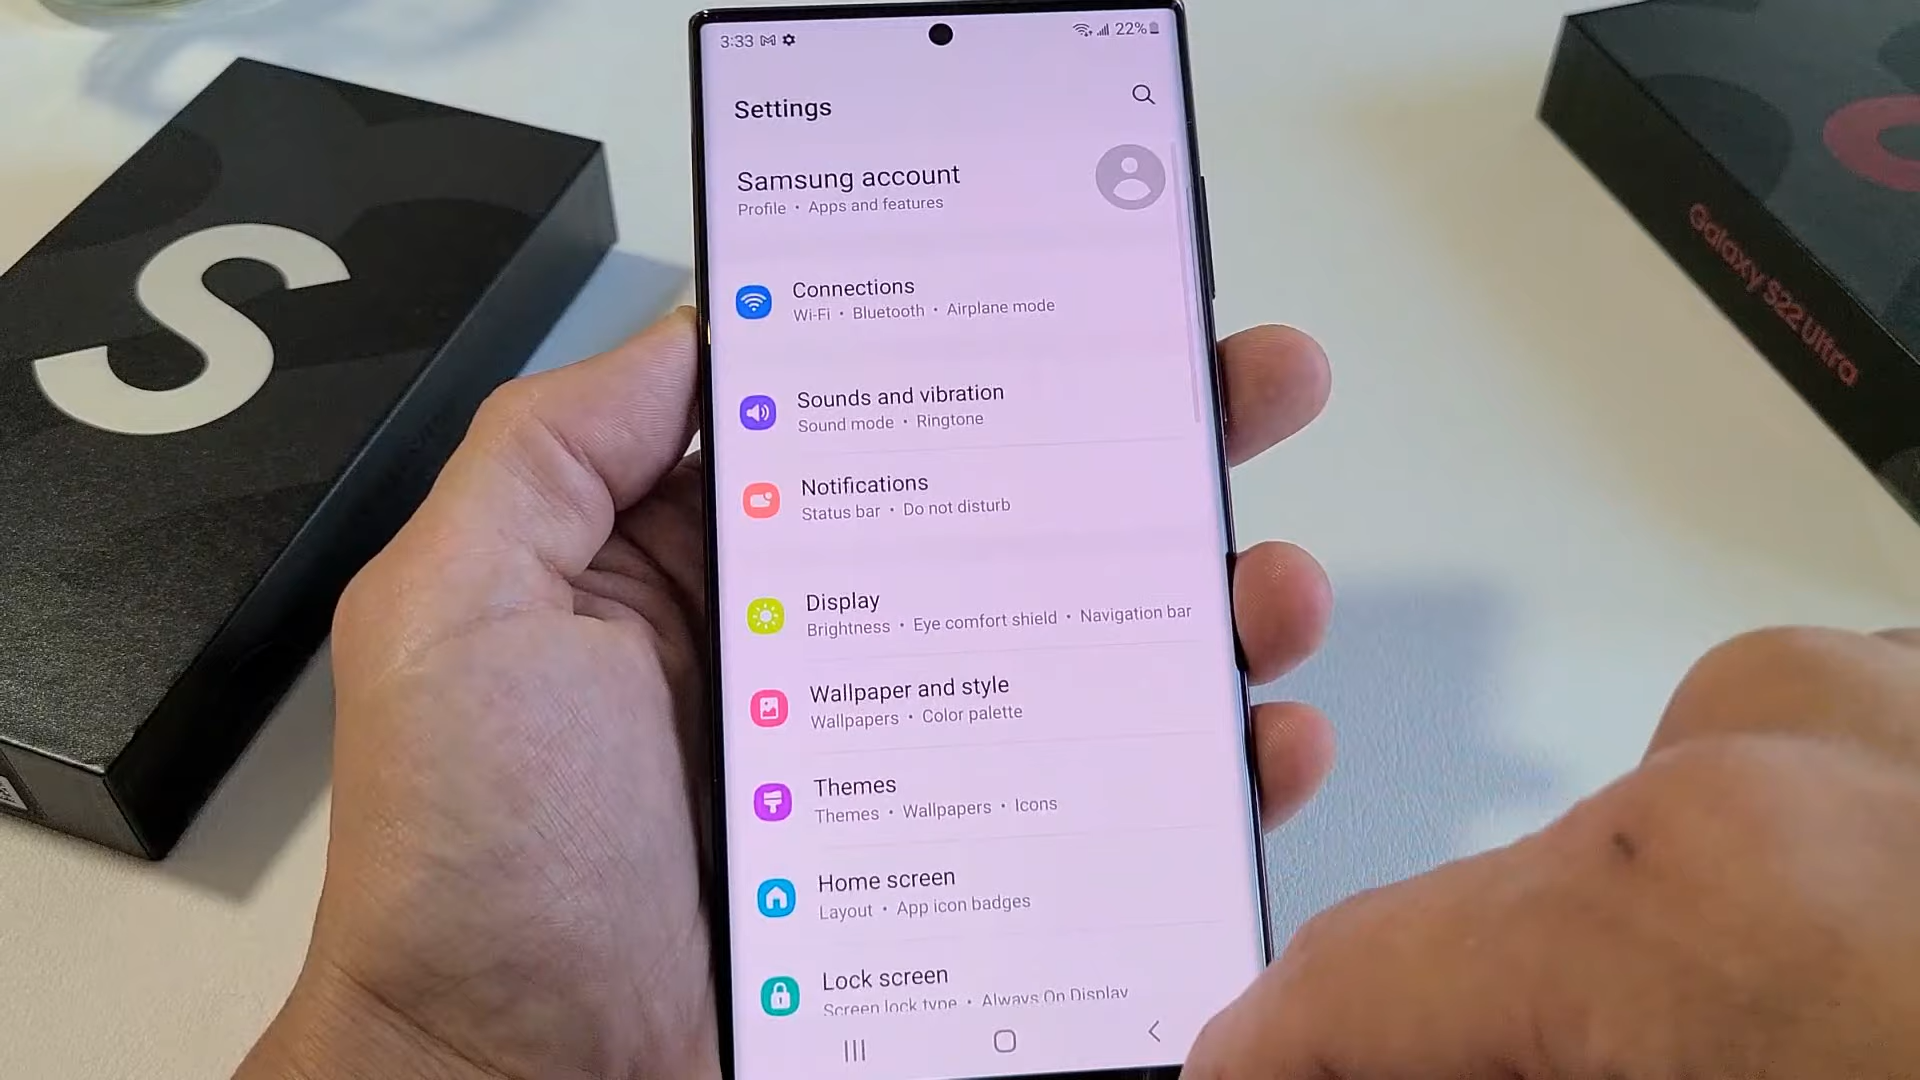 3:33
22%
Settings
Samsung account
Profile • Apps and features
Connections
Wi-Fi • Bluetooth • Airplane mode
Sounds and vibration
Sound mode • Ringtone
Notifications
Status bar • Do not disturb
Display
Brightness • Eye comfort shield • Navigation bar
Wallpaper and style
Wallpapers • Color palette
Themes
Themes • Wallpapers • Icons
Home screen
Layout • App icon badges
Lock screen
Screen lock type • Always On Display
S
Galaxy S22 Ultra